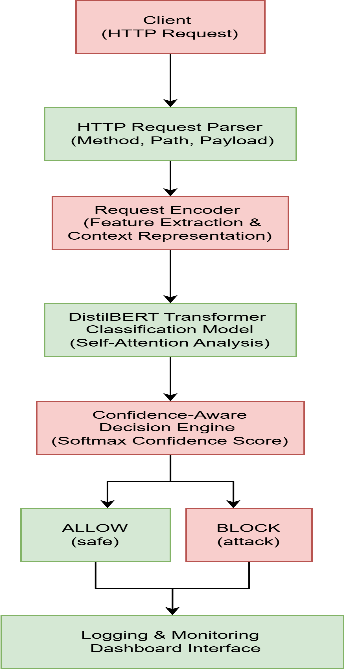 Client
(HTTP Request)
HTTP Request Parser
(Method, Path, Payload)
Request Encoder
(Feature Extraction &
Context Representation)
DistilBERT Transformer
Classification Model
(Self-Attention Analysis)
Confidence-Aware
Decision Engine
(Softmax Confidence Score)
ALLOW
(safe)
BLOCK
(attack)
Logging & Monitoring
Dashboard Interface